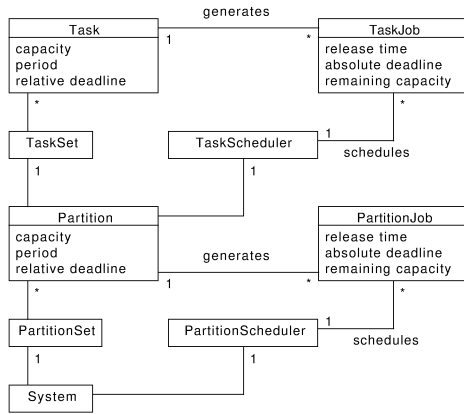 generates
Task
1
*
TaskJob
capacity
period
relative deadline
release time
absolute deadline
remaining capacity
*
*
TaskSet
TaskScheduler
1
schedules
1
1
Partition
PartitionJob
capacity
period
relative deadline
generates
release time
absolute deadline
remaining capacity
1
*
*
*
PartitionSet
PartitionScheduler
1
schedules
1
1
System